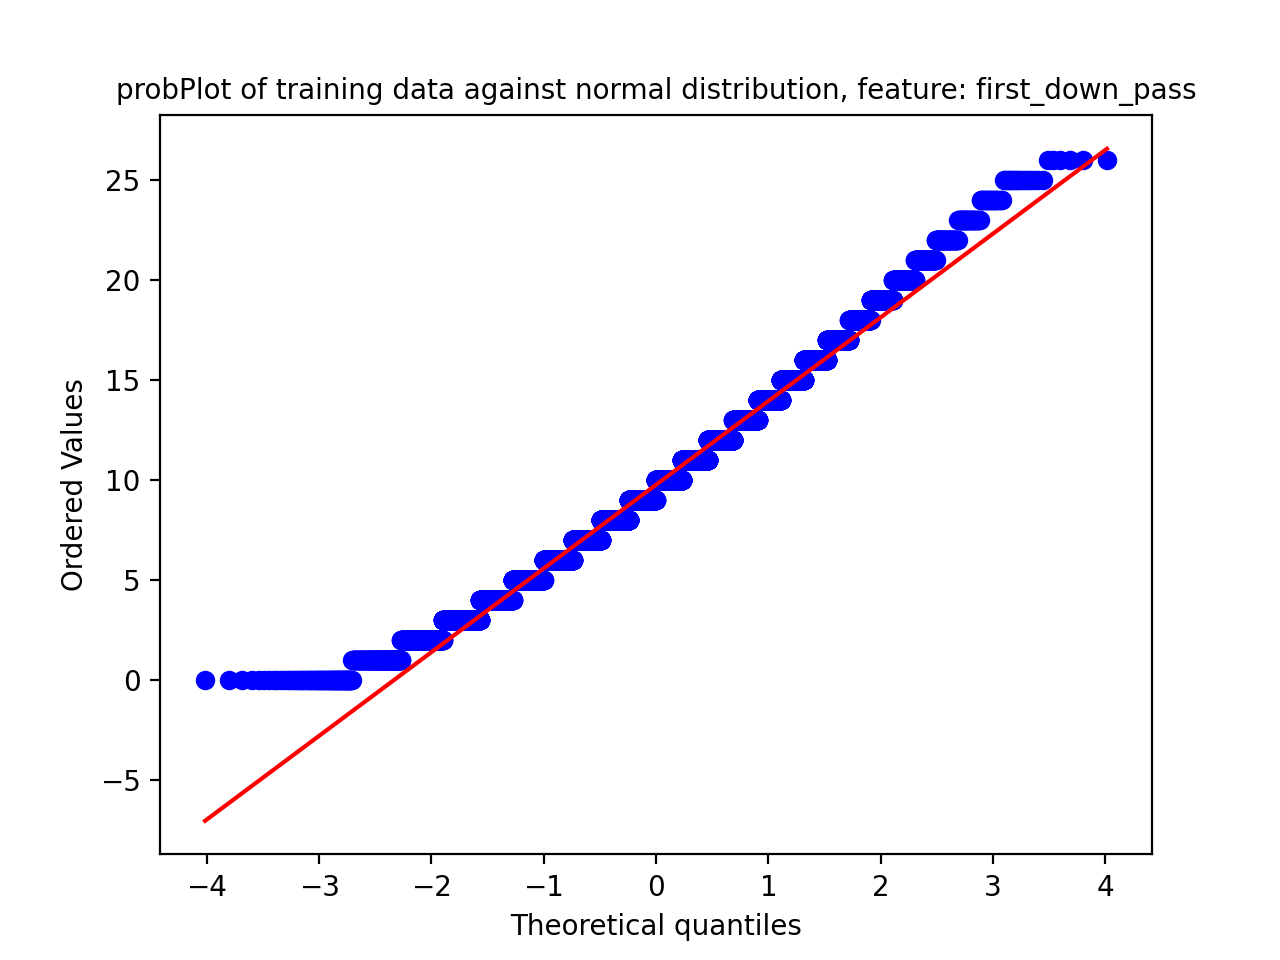 probPlot of training data against normal distribution, feature: first_down_pass
25
20
15
10
5
0
−5
Ordered Values
−4 −3 −2 −1 0 1 2 3 4
Theoretical quantiles